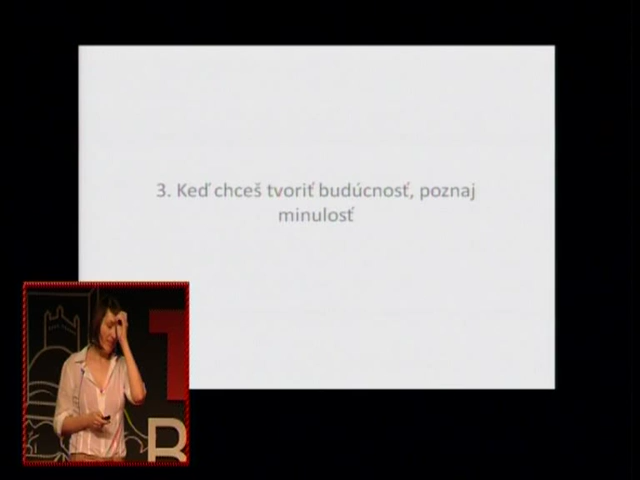 3. Keď chceš tvoriť budúcnosť, poznaj
minulosť
T
B